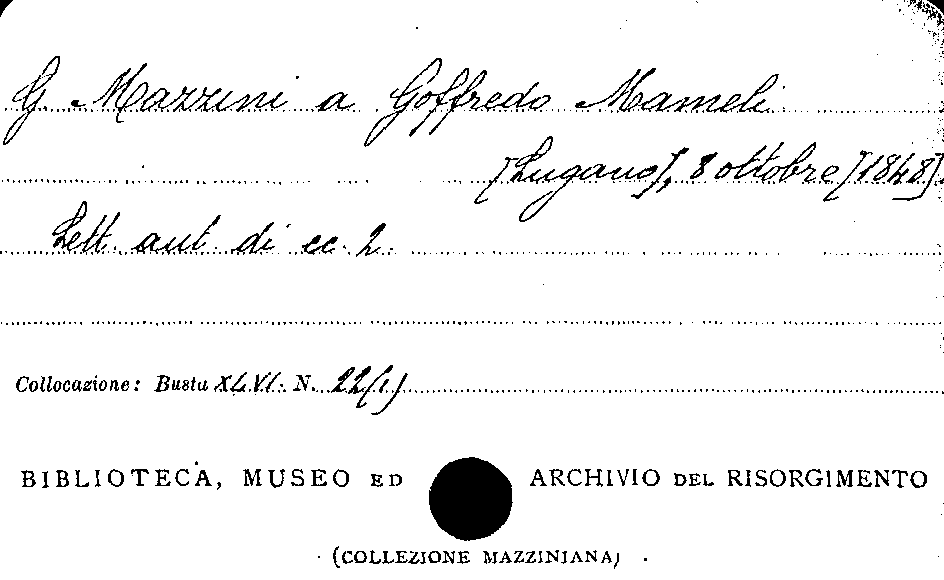 G. Mazzini a Goffredo Mameli
[Lugano], 8 ottobre [1848].
Lett. aut. di cc. 2.
Collocazione: Busta XLVI. N. 22(1)
BIBLIOTECA, MUSEO ED ARCHIVIO DEL RISORGIMENTO
(COLLEZIONE MAZZINIANA)